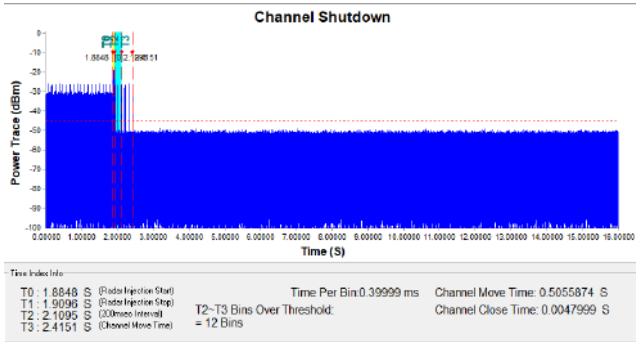 Channel Shutdown
0
-10
-20
-30
-40
-50
-60
-70
-80
-90
-100
Power Trace (dBm)
1.8848
T3
0.00000 1.00000 2.00000 3.00000 4.00000 5.00000 6.00000 7.00000 8.00000 9.00000 10.00000 11.00000 12.00000 13.00000 14.00000 15.00000 16.00000
Time (S)
Time Index Info
T0 : 1.8848 S (Radar Injection Start)
T1 : 1.9096 S (Radar Injection Stop)
T2 : 2.1095 S (200msec Interval)
T3 : 2.4151 S (Channel Move Time)
Time Per Bin:0.39999 ms
T2~T3 Bins Over Threshold:
= 12 Bins
Channel Move Time: 0.5055874 S
Channel Close Time: 0.0047999 S